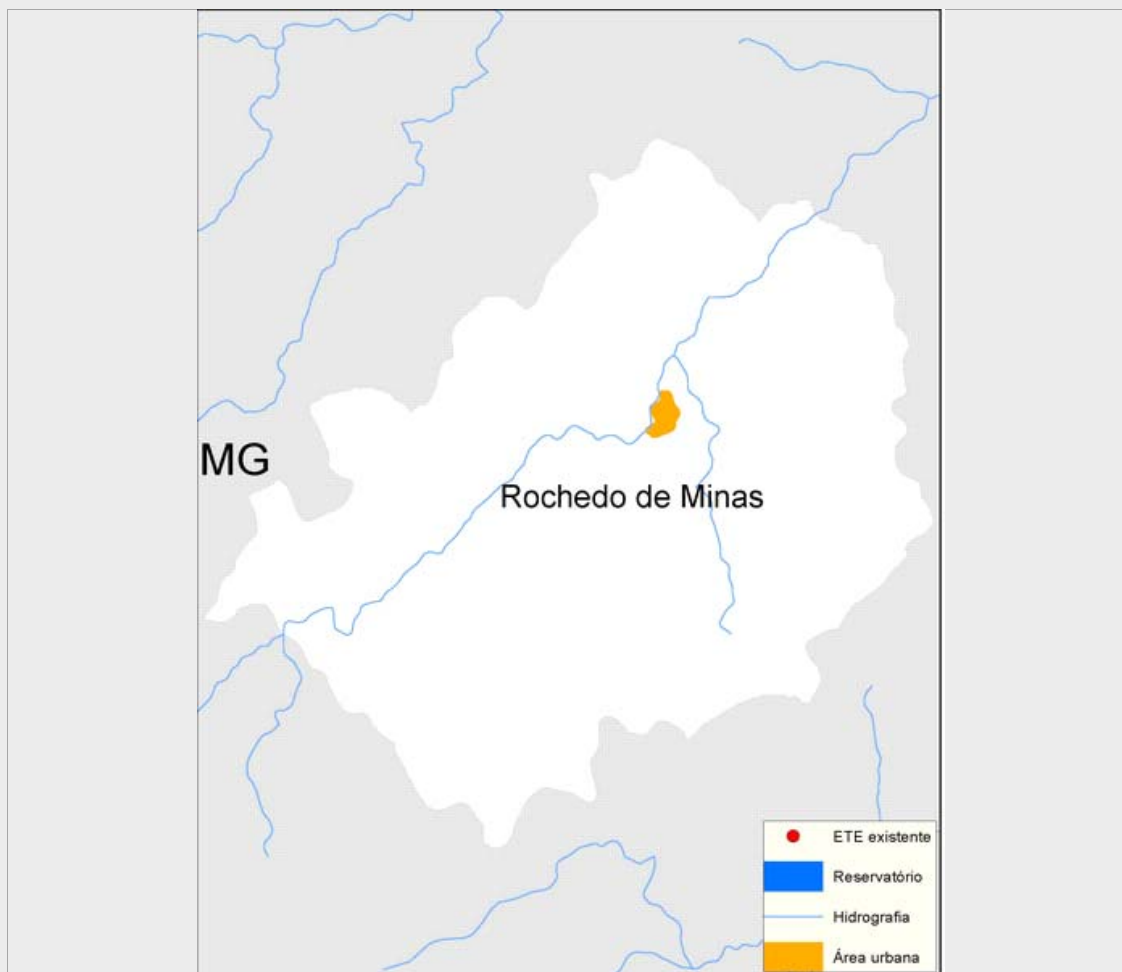 MG
Rochedo de Minas
ETE existente
Reservatório
Hidrografia
Área urbana